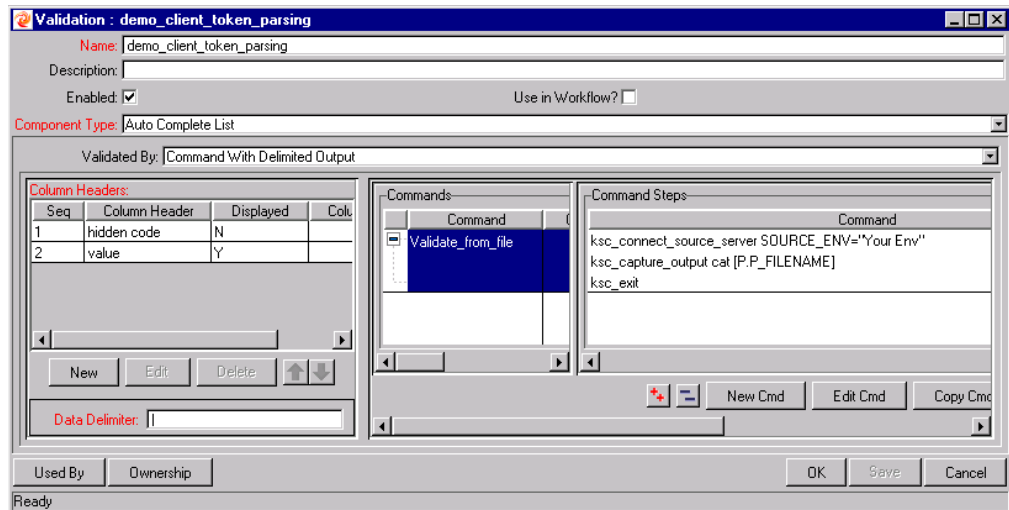 Validation : demo_client_token_parsing
Name: demo_client_token_parsing
Description:
Enabled: Use in Workflow?
Component Type: Auto Complete List
Validated By: Command With Delimited Output
Column Headers:
Seq Column Header Displayed Colu
1 hidden code N
2 value Y
New Edit Delete
Data Delimiter: |
Commands
Command
Validate_from_file
Command Steps
Command
ksc_connect_source_server SOURCE_ENV="Your Env"
ksc_capture_output cat [P.P_FILENAME]
ksc_exit
New Cmd Edit Cmd Copy Cmd
Used By Ownership OK Save Cancel
Ready